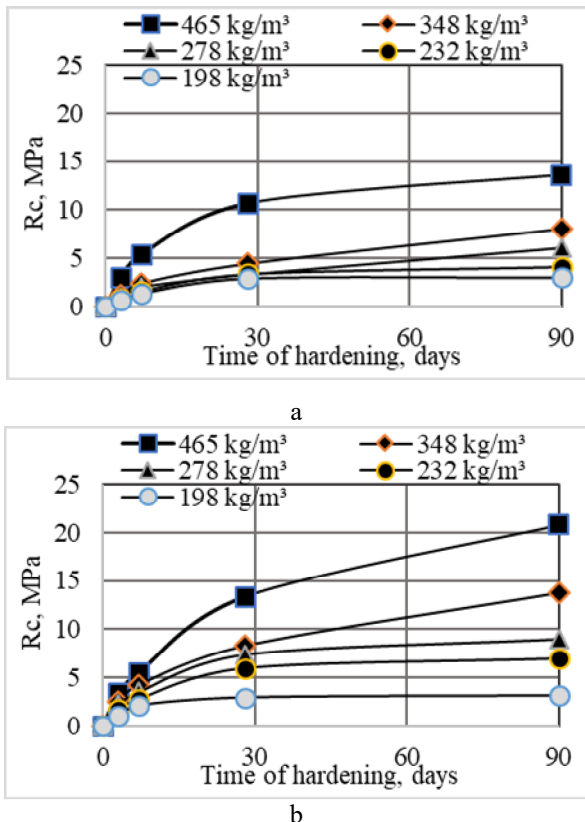 465 kg/m³ 348 kg/m³
278 kg/m³ 232 kg/m³
198 kg/m³
25
20
15
10
5
0
Rc, MPa
0 30 60 90
Time of hardening, days
a
465 kg/m³ 348 kg/m³
278 kg/m³ 232 kg/m³
198 kg/m³
25
20
15
10
5
0
Rc, MPa
0 30 60 90
Time of hardening, days
b